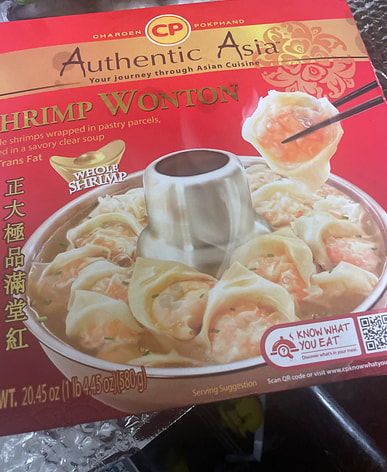 CHAROEN CP POKPHAND
Authentic Asia
Your journey through Asian Cuisine
SHRIMP WONTON
le shrimps wrapped in pastry parcels,
ed in a savory clear soup
Trans Fat
WHOLE
SHRIMP
正大極品滿堂紅
KNOW WHAT
YOU EAT
Discover what's in your meal.
Scan QR code or visit www.cpknowwhatyou
WT. 20.45 oz (1 lb 4.45 oz) (580 g)
Serving Suggestion